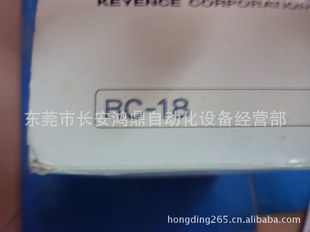 KEYENCE CORPORATION
RC-18
东莞市长安鸿鼎自动化设备经营部
hongding265.cn.alibaba.com